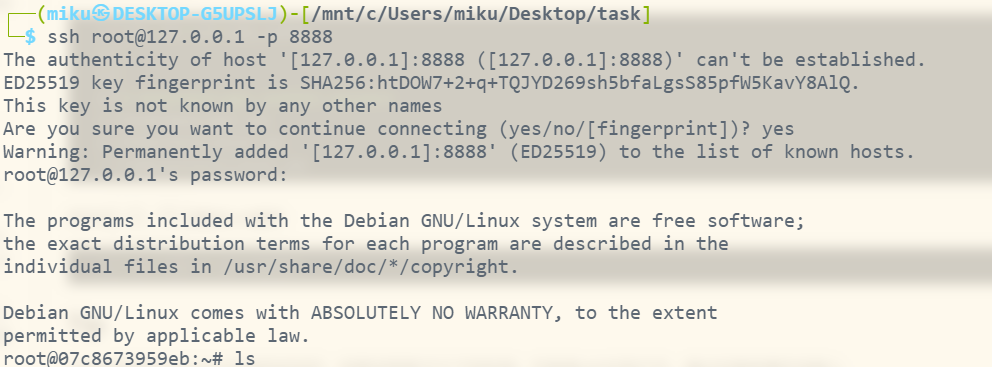 ┌──(miku㉿DESKTOP-G5UPSLJ)-[/mnt/c/Users/miku/Desktop/task]
└─$ ssh root@127.0.0.1 -p 8888
The authenticity of host '[127.0.0.1]:8888 ([127.0.0.1]:8888)' can't be established.
ED25519 key fingerprint is SHA256:htDOW7+2+q+TQJYD269sh5bfaLgsS85pfW5KavY8AlQ.
This key is not known by any other names
Are you sure you want to continue connecting (yes/no/[fingerprint])? yes
Warning: Permanently added '[127.0.0.1]:8888' (ED25519) to the list of known hosts.
root@127.0.0.1's password:
The programs included with the Debian GNU/Linux system are free software;
the exact distribution terms for each program are described in the
individual files in /usr/share/doc/*/copyright.
Debian GNU/Linux comes with ABSOLUTELY NO WARRANTY, to the extent
permitted by applicable law.
root@07c8673959eb:~# ls